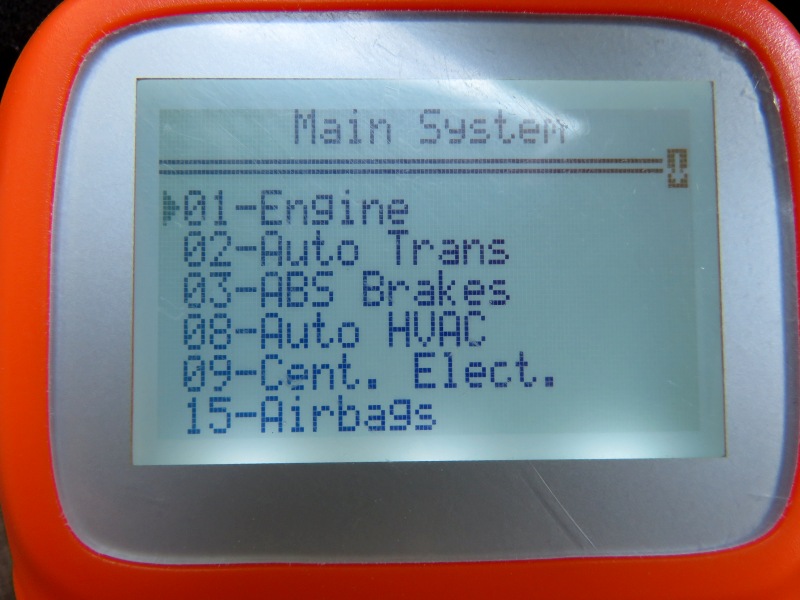 Main System
01-Engine
02-Auto Trans
03-ABS Brakes
08-Auto HVAC
09-Cent. Elect.
15-Airbags